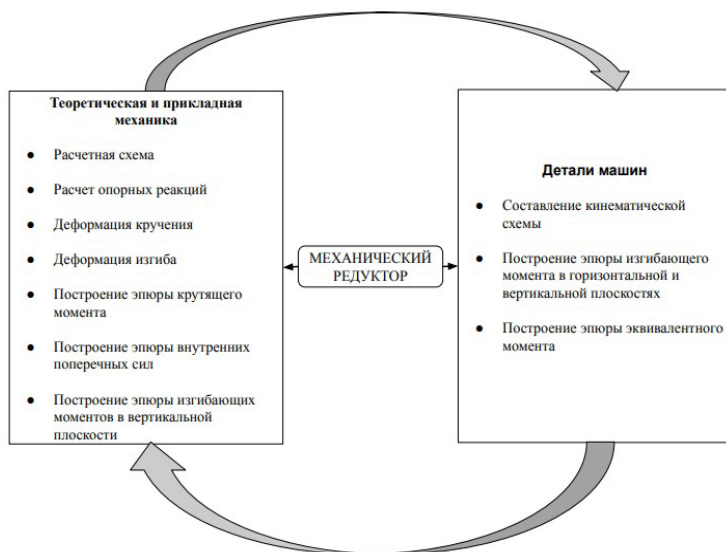 Теоретическая и прикладная
механика
● Расчетная схема
● Расчет опорных реакций
● Деформация кручения
● Деформация изгиба
● Построение эпюры крутящего
момента
● Построение эпюры внутренних
поперечных сил
● Построение эпюры изгибающих
моментов в вертикальной
плоскости
МЕХАНИЧЕСКИЙ
РЕДУКТОР
Детали машин
● Составление кинематической
схемы
● Построение эпюры изгибающего
момента в горизонтальной и
вертикальной плоскостях
● Построение эпюры эквивалентного
момента